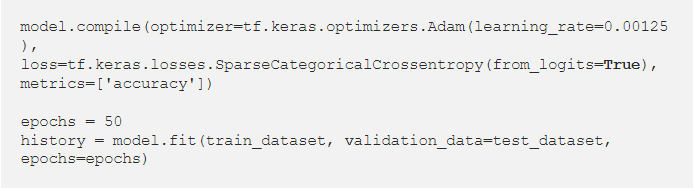 model.compile(optimizer=tf.keras.optimizers.Adam(learning_rate=0.00125
),
loss=tf.keras.losses.SparseCategoricalCrossentropy(from_logits=True),
metrics=['accuracy'])
epochs = 50
history = model.fit(train_dataset, validation_data=test_dataset,
epochs=epochs)